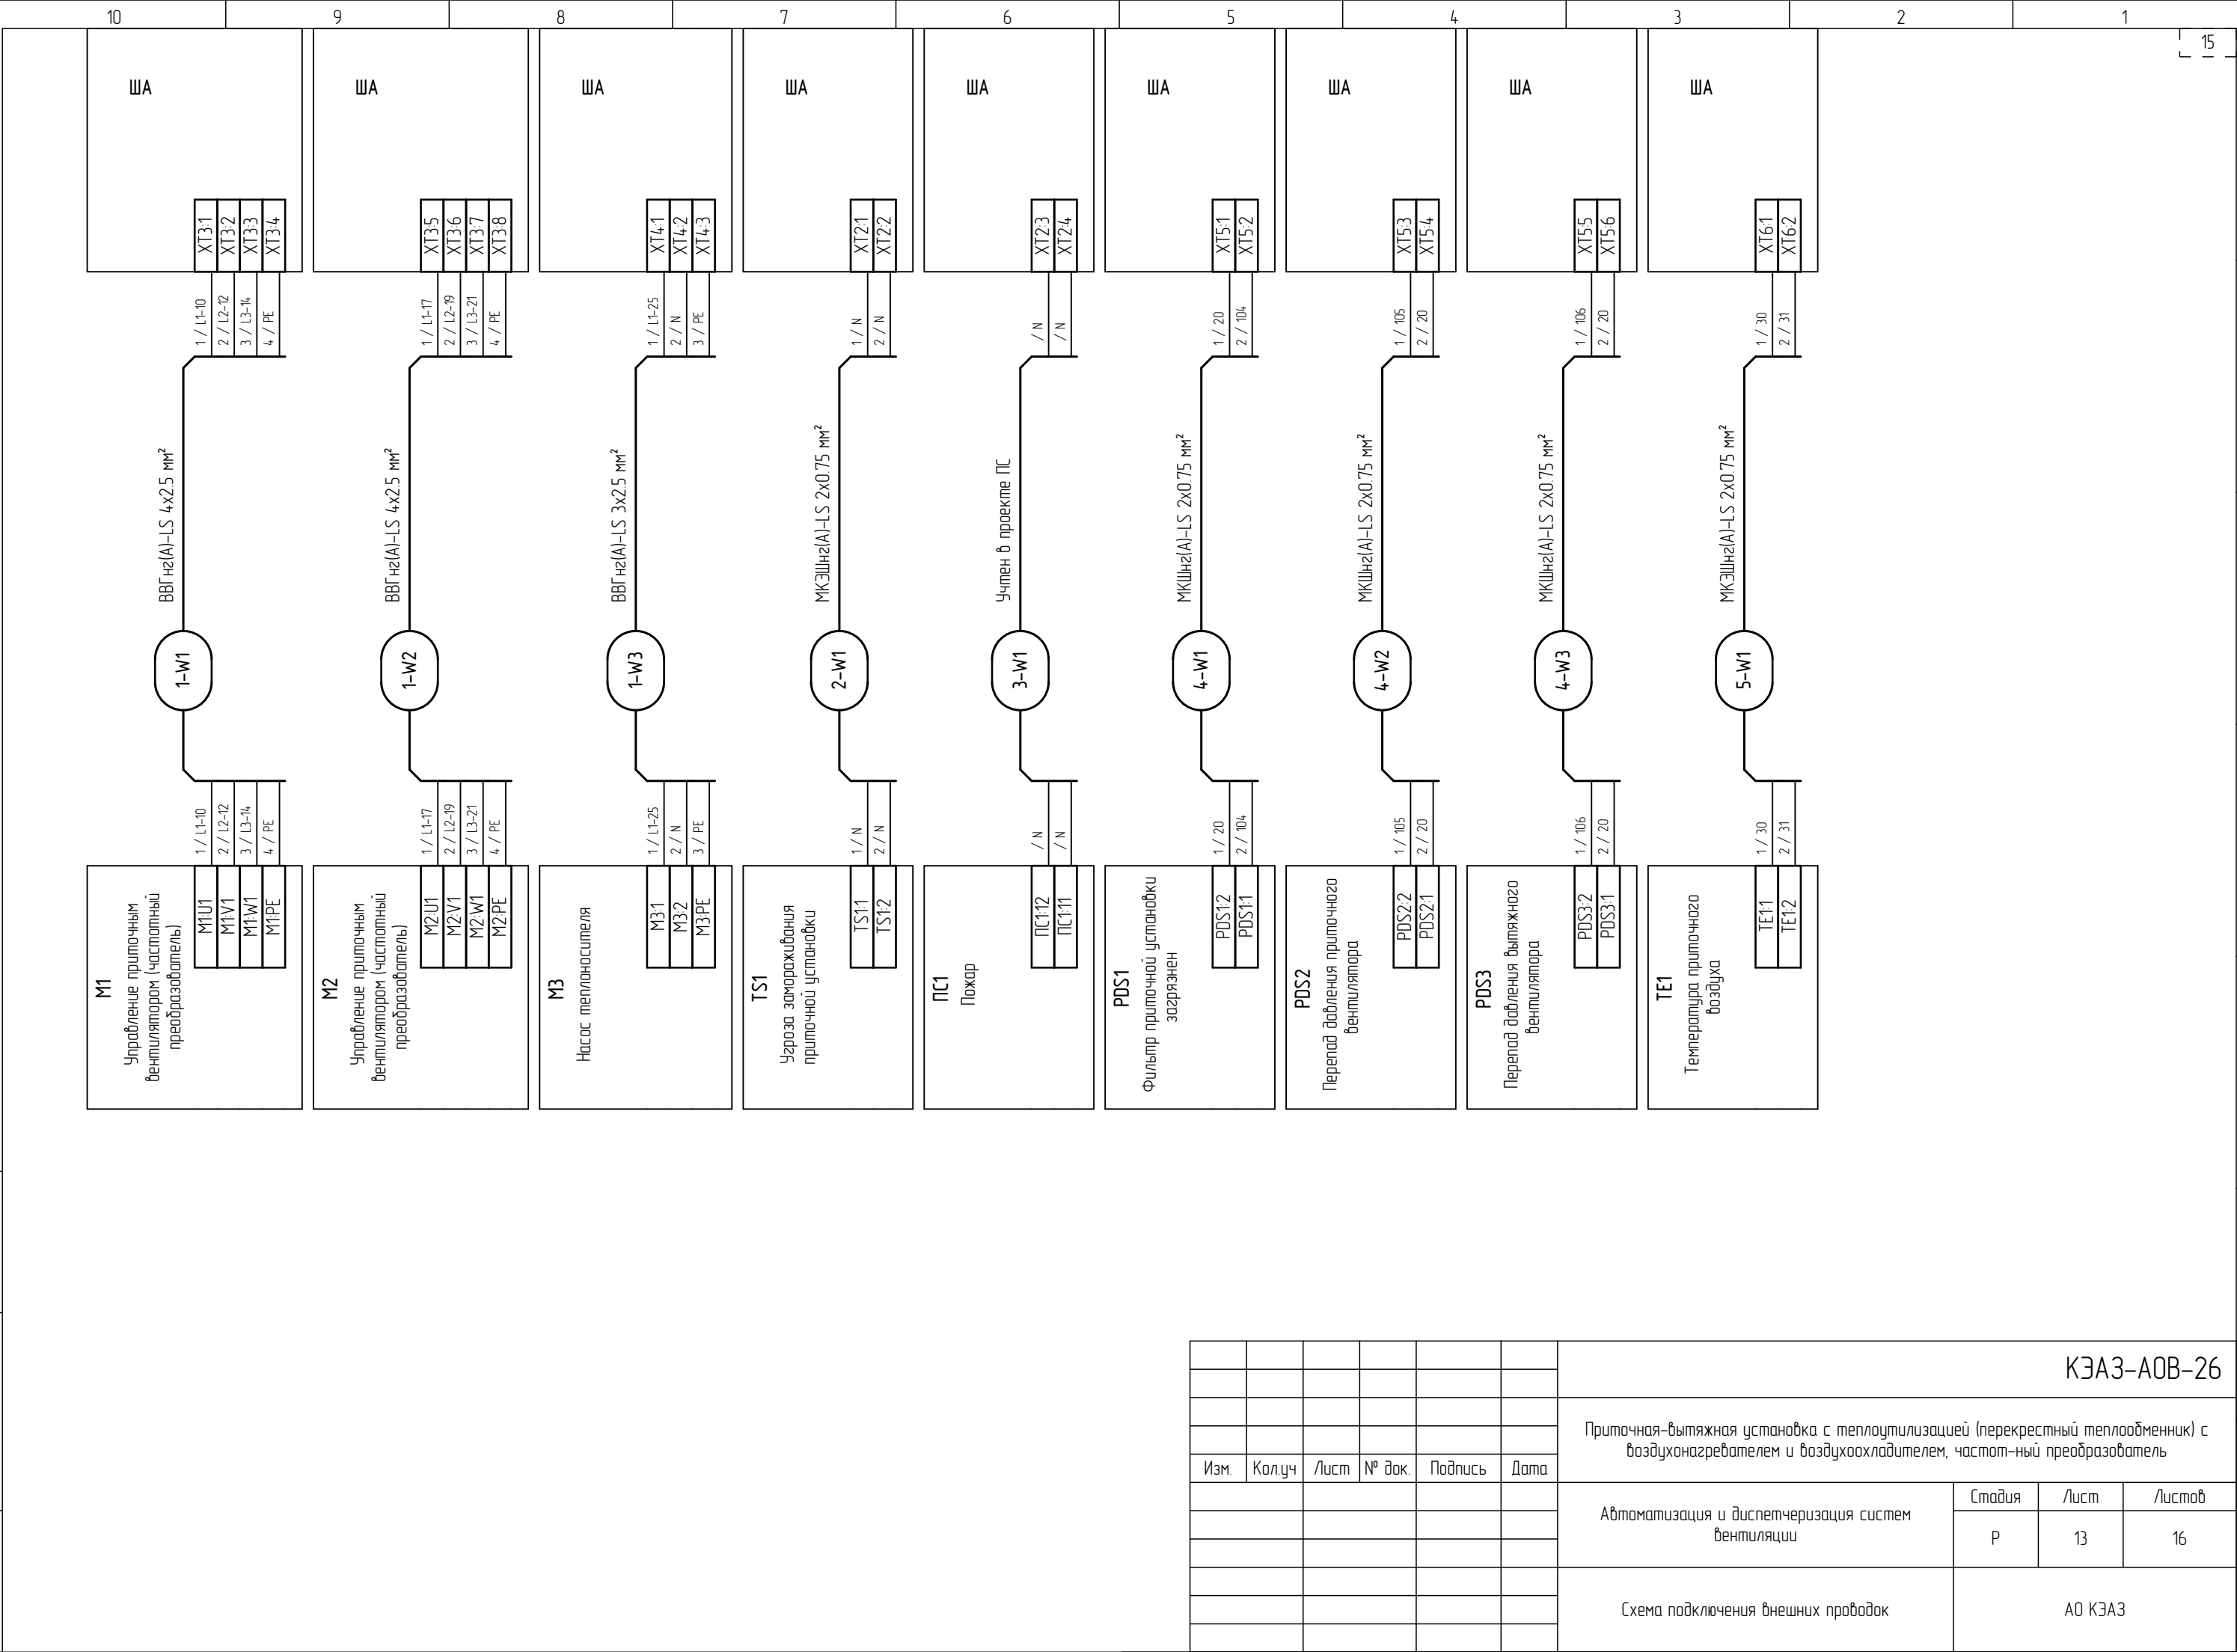 10 9 8 7 6 5 4 3 2 1
15
ША ША ША ША ША ША ША ША ША
XT3:1
XT3:2
XT3:3
XT3:4
XT3:5
XT3:6
XT3:7
XT3:8
XT4:1
XT4:2
XT4:3
XT2:1
XT2:2
XT2:3
XT2:4
XT5:1
XT5:2
XT5:3
XT5:4
XT5:5
XT5:6
XT6:1
XT6:2
1 / L1-10
2 / L2-12
3 / L3-14
4 / PE
1 / L1-17
2 / L2-19
3 / L3-21
4 / PE
1 / L1-25
2 / N
3 / PE
1 / N
2 / N
/ N
/ N
1 / 20
2 / 104
1 / 105
2 / 20
1 / 106
2 / 20
1 / 30
2 / 31
ВВГнг(А)-LS 4x2.5 мм²
ВВГнг(А)-LS 4x2.5 мм²
ВВГнг(А)-LS 3x2.5 мм²
МКЭШнг(А)-LS 2x0.75 мм²
Учтен в проекте ПС
МКШнг(А)-LS 2x0.75 мм²
МКШнг(А)-LS 2x0.75 мм²
МКШнг(А)-LS 2x0.75 мм²
МКЭШнг(А)-LS 2x0.75 мм²
1-W1
1-W2
1-W3
2-W1
3-W1
4-W1
4-W2
4-W3
5-W1
1 / L1-10
2 / L2-12
3 / L3-14
4 / PE
1 / L1-17
2 / L2-19
3 / L3-21
4 / PE
1 / L1-25
2 / N
3 / PE
1 / N
2 / N
/ N
/ N
1 / 20
2 / 104
1 / 105
2 / 20
1 / 106
2 / 20
1 / 30
2 / 31
M1
Управление приточным
вентилятором (частотный
преобразователь)
M1:U1
M1:V1
M1:W1
M1:PE
M2
Управление приточным
вентилятором (частотный
преобразователь)
M2:U1
M2:V1
M2:W1
M2:PE
M3
Насос теплоносителя
M3:1
M3:2
M3:PE
TS1
Угроза замораживания
приточной установки
TS1:1
TS1:2
ПС1
Пожар
ПС1:12
ПС1:11
PDS1
Фильтр приточной установки
загрязнен
PDS1:2
PDS1:1
PDS2
Перепад давления приточного
вентилятора
PDS2:2
PDS2:1
PDS3
Перепад давления вытяжного
вентилятора
PDS3:2
PDS3:1
TE1
Температура приточного
воздуха
TE1:1
TE1:2
КЭАЗ-АОВ-26
Приточная-вытяжная установка с теплоутилизацией (перекрестный теплообменник) с
воздухонагревателем и воздухоохладителем, частот-ный преобразователь
Изм. Кол.уч Лист № док. Подпись Дата
Автоматизация и диспетчеризация систем
вентиляции
Стадия Лист Листов
Р 13 16
Схема подключения внешних проводок
АО КЭАЗ